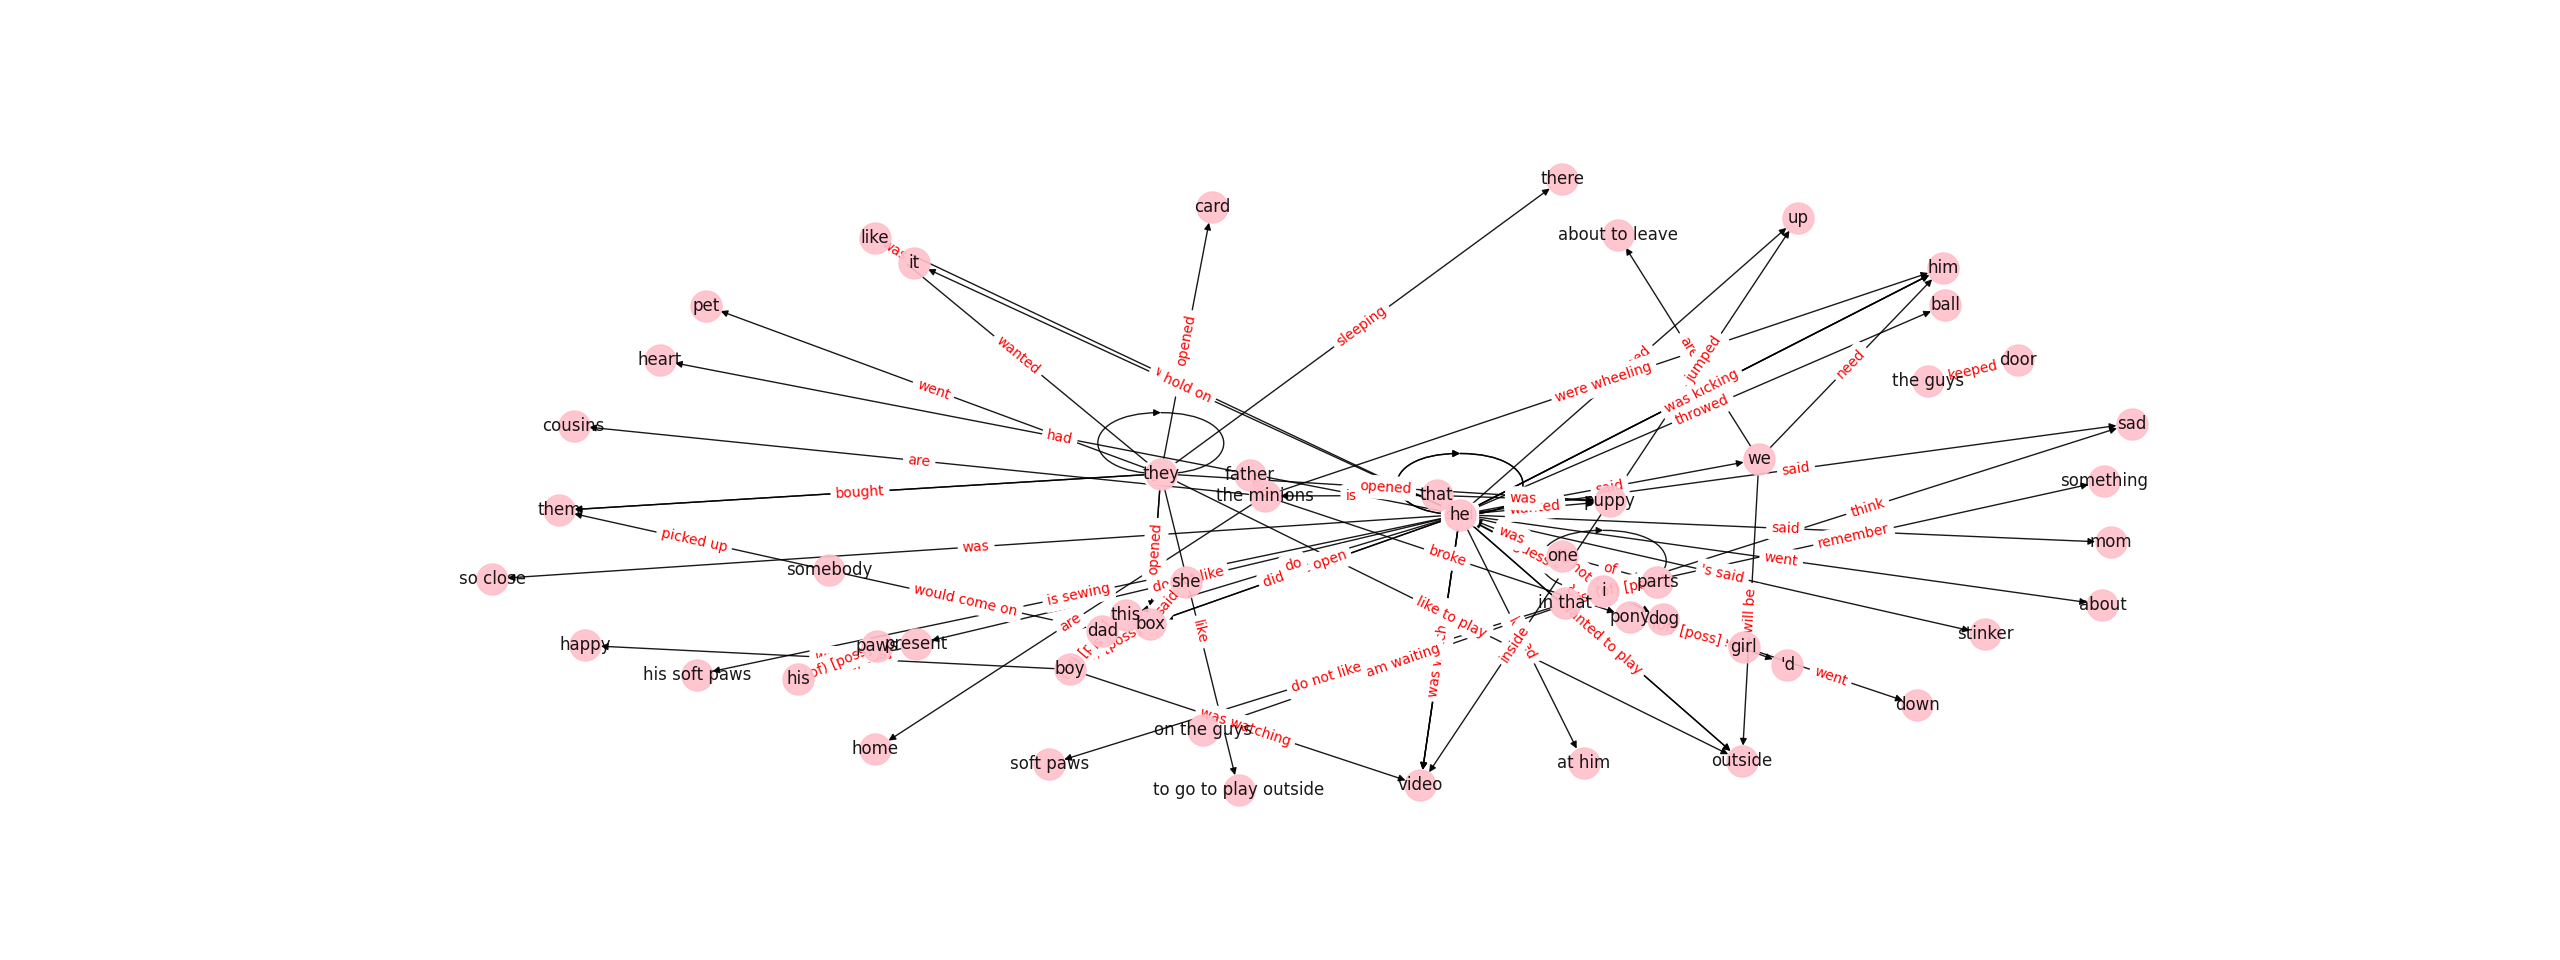 there
card
up
about to leave
like
was
it
him
ball
pet
heart
wanted
opened
sleeping
are
jumped
need
door
the guys
keeped
hold on
were wheeling
was kicking
throwed
went
cousins
had
are
sad
said
we
they
father
the minions
is
opened
that
was
said
puppy
wanted
he
something
think
remember
them
bought
picked up
was
opened
broke
was
one
said
mom
went
so close
somebody
would come on
is sewing
like
she
do
did
open
of
not
i
parts
's said
about
in that
pony
dog
[poss]
will be
stinker
happy
his soft paws
his
paws
present
this
dad
box
said
boy
are
like
like to play
inside
to play
girl
'd
went
down
do not like
am waiting
was watching
on the guys
home
soft paws
to go to play outside
video
at him
outside